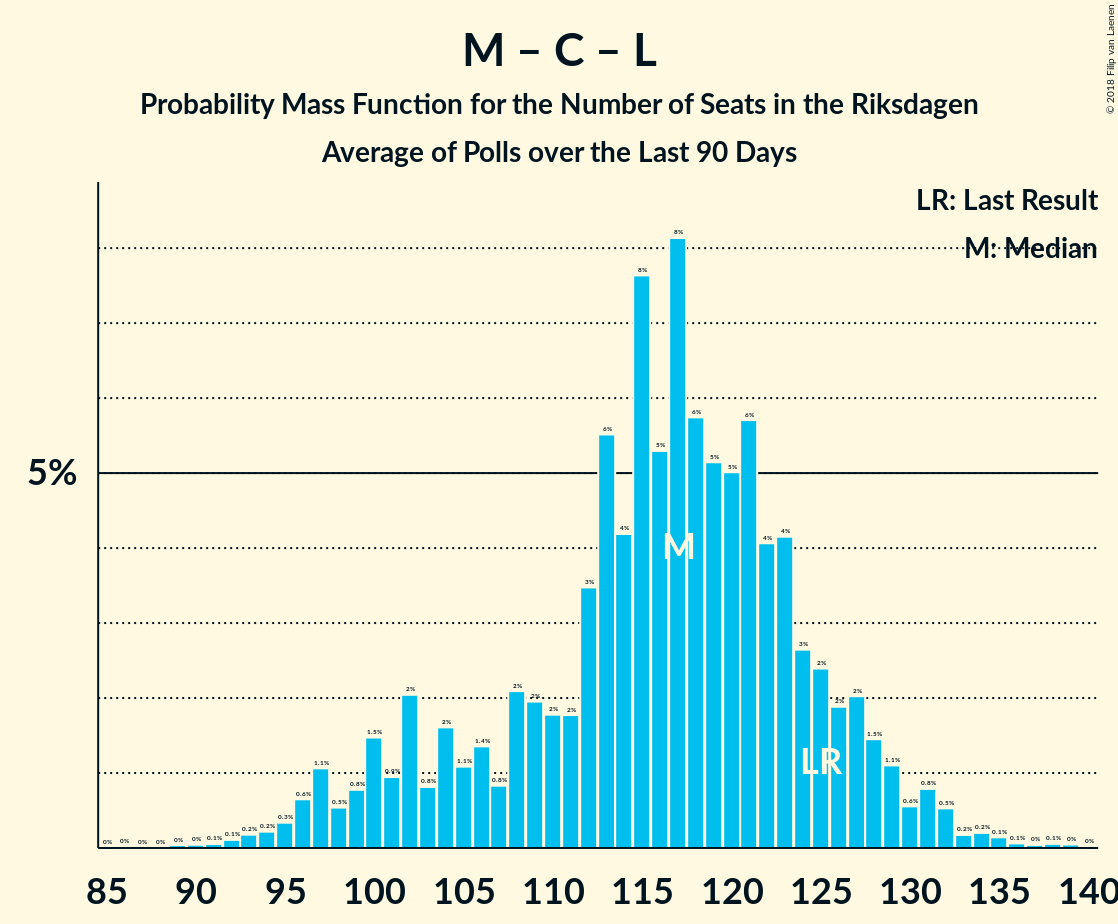 M – C – L
Probability Mass Function for the Number of Seats in the Riksdagen
Average of Polls over the Last 90 Days
© 2018 Filip van Laenen
LR: Last Result
M: Median
5%
0% 0% 0% 0% 0% 0% 0.1% 0.1% 0.2% 0.2% 0.3% 0.6% 1.1% 0.5% 0.8% 1.5% 0.9% 2% 0.8% 2% 1.1% 1.4% 0.8% 2% 2% 2% 2% 3% 6% 4% 8% 5% 8% 6% 5% 5% 6% 4% 4% 3% 2% 2% 2% 1.5% 1.1% 0.6% 0.8% 0.5% 0.2% 0.2% 0.1% 0.1% 0% 0.1% 0% 0%
M
LR
85 90 95 100 105 110 115 120 125 130 135 140